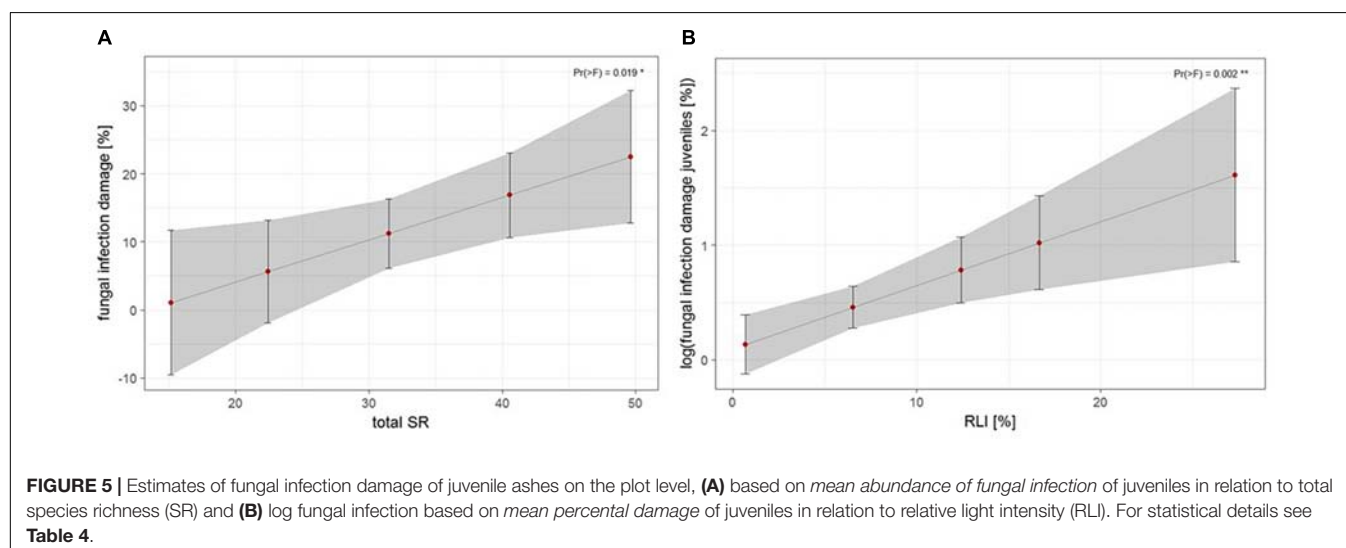 A
Pr(>F) = 0.019 *
fungal infection damage [%]
30
20
10
0
-10
20
30
40
50
total SR
B
Pr(>F) = 0.002 **
log(fungal infection damage juveniles [%])
2
1
0
0
10
20
RLI [%]
FIGURE 5 | Estimates of fungal infection damage of juvenile ashes on the plot level, (A) based on mean abundance of fungal infection of juveniles in relation to total
species richness (SR) and (B) log fungal infection based on mean percental damage of juveniles in relation to relative light intensity (RLI). For statistical details see
Table 4.